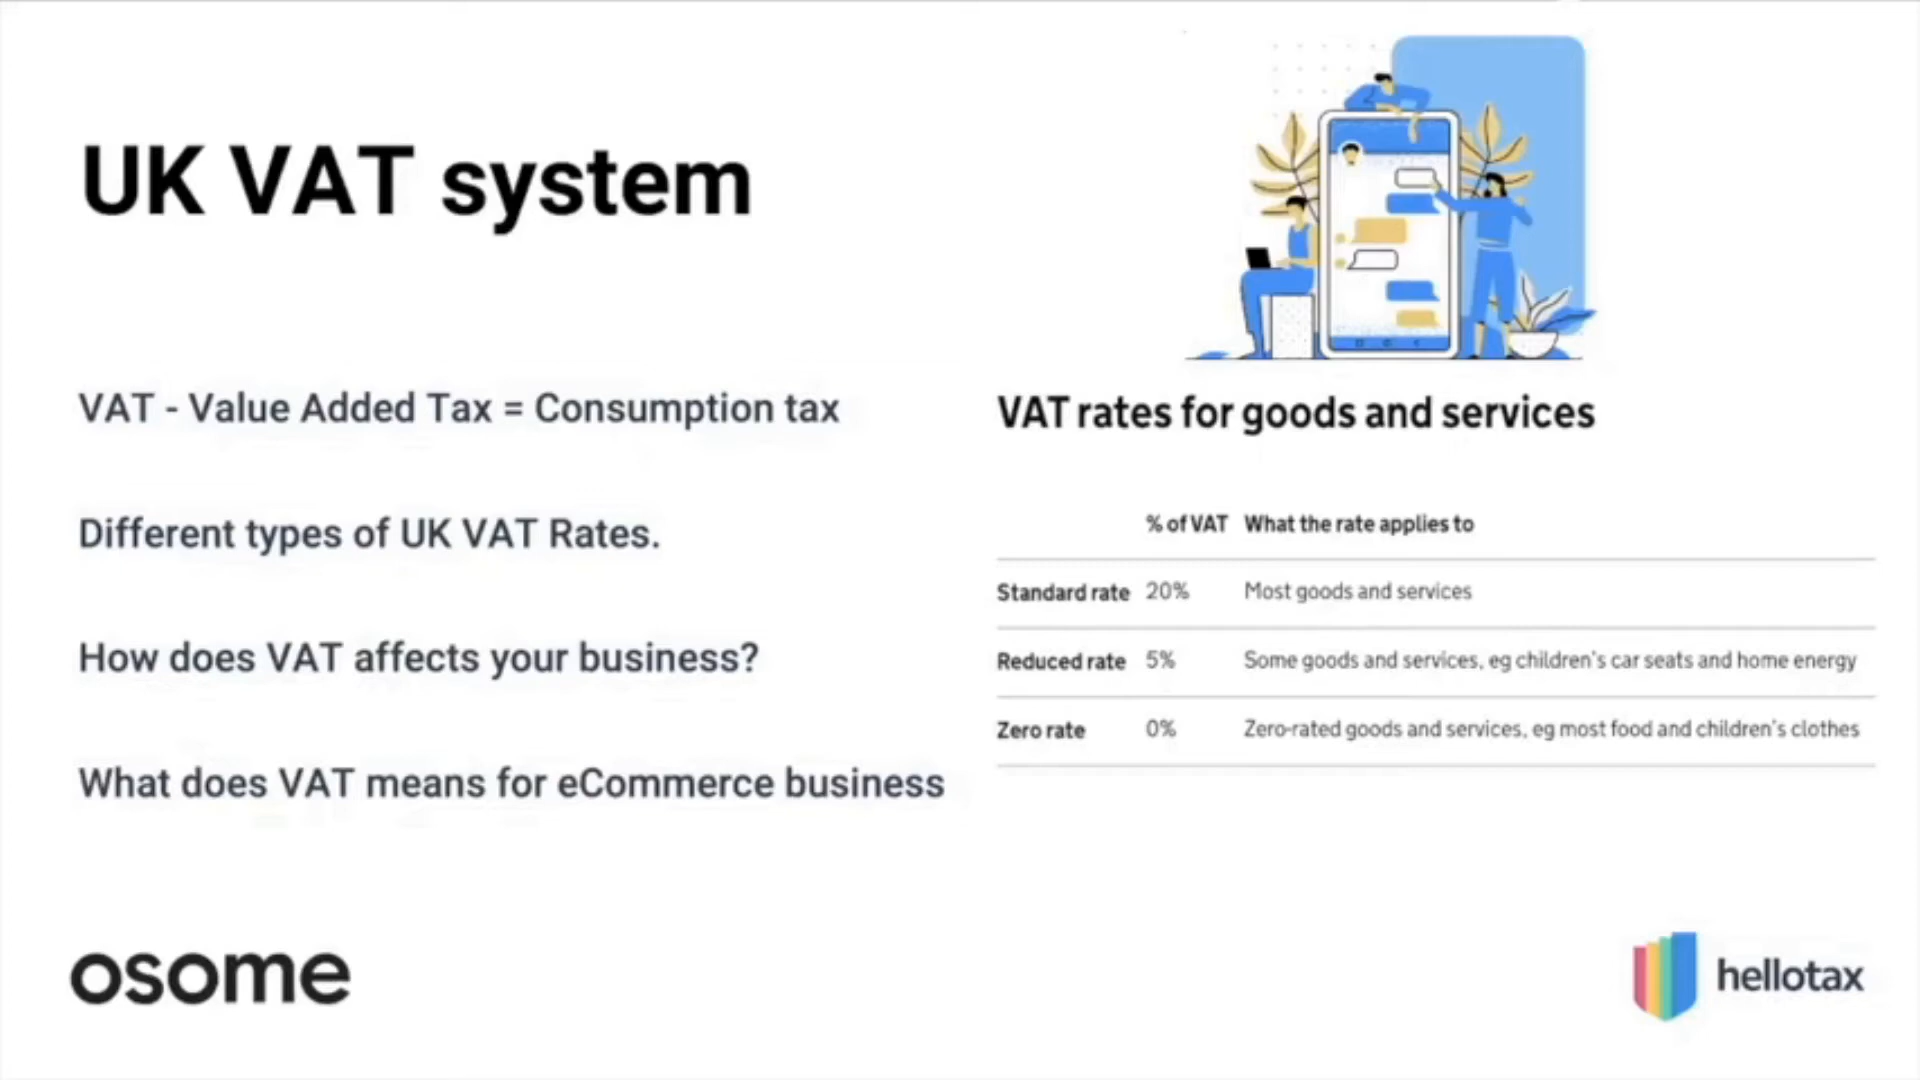 UK VAT system
VAT - Value Added Tax = Consumption tax
Different types of UK VAT Rates.
How does VAT affects your business?
What does VAT means for eCommerce business
VAT rates for goods and services
% of VAT What the rate applies to
Standard rate 20% Most goods and services
Reduced rate 5% Some goods and services, eg children's car seats and home energy
Zero rate 0% Zero-rated goods and services, eg most food and children's clothes
osome
hellotax